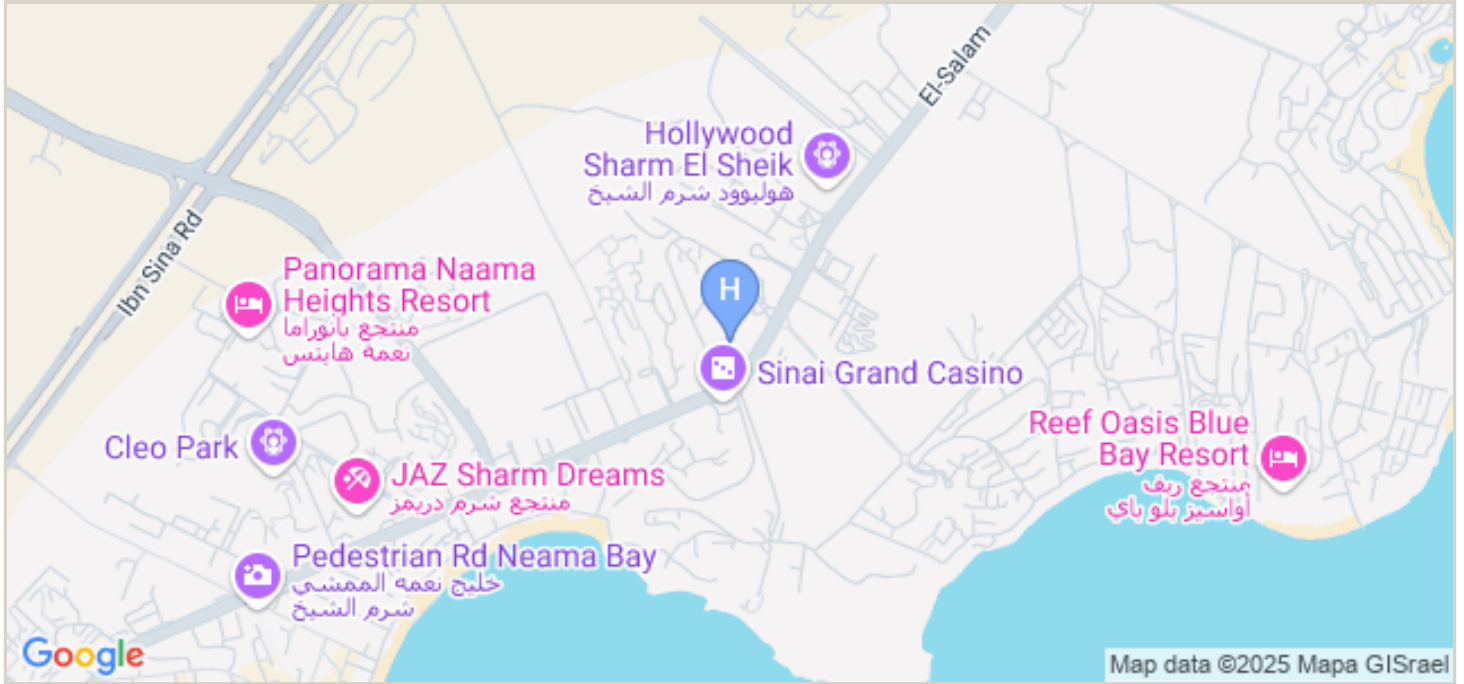 El-Salam
Hollywood
Sharm El Sheik
هوليوود شرم الشيخ
Ibn Sina Rd
Panorama Naama
Heights Resort
منتجع بانوراما
نعمة هايتس
H
Sinai Grand Casino
Cleo Park
JAZ Sharm Dreams
منتجع شرم دريمز
Reef Oasis Blue
Bay Resort
منتجع ريف
أواسيز بلو باي
Pedestrian Rd Neama Bay
خليج نعمه الممشي
شرم الشيخ
Google
Map data ©2025 Mapa GISrael